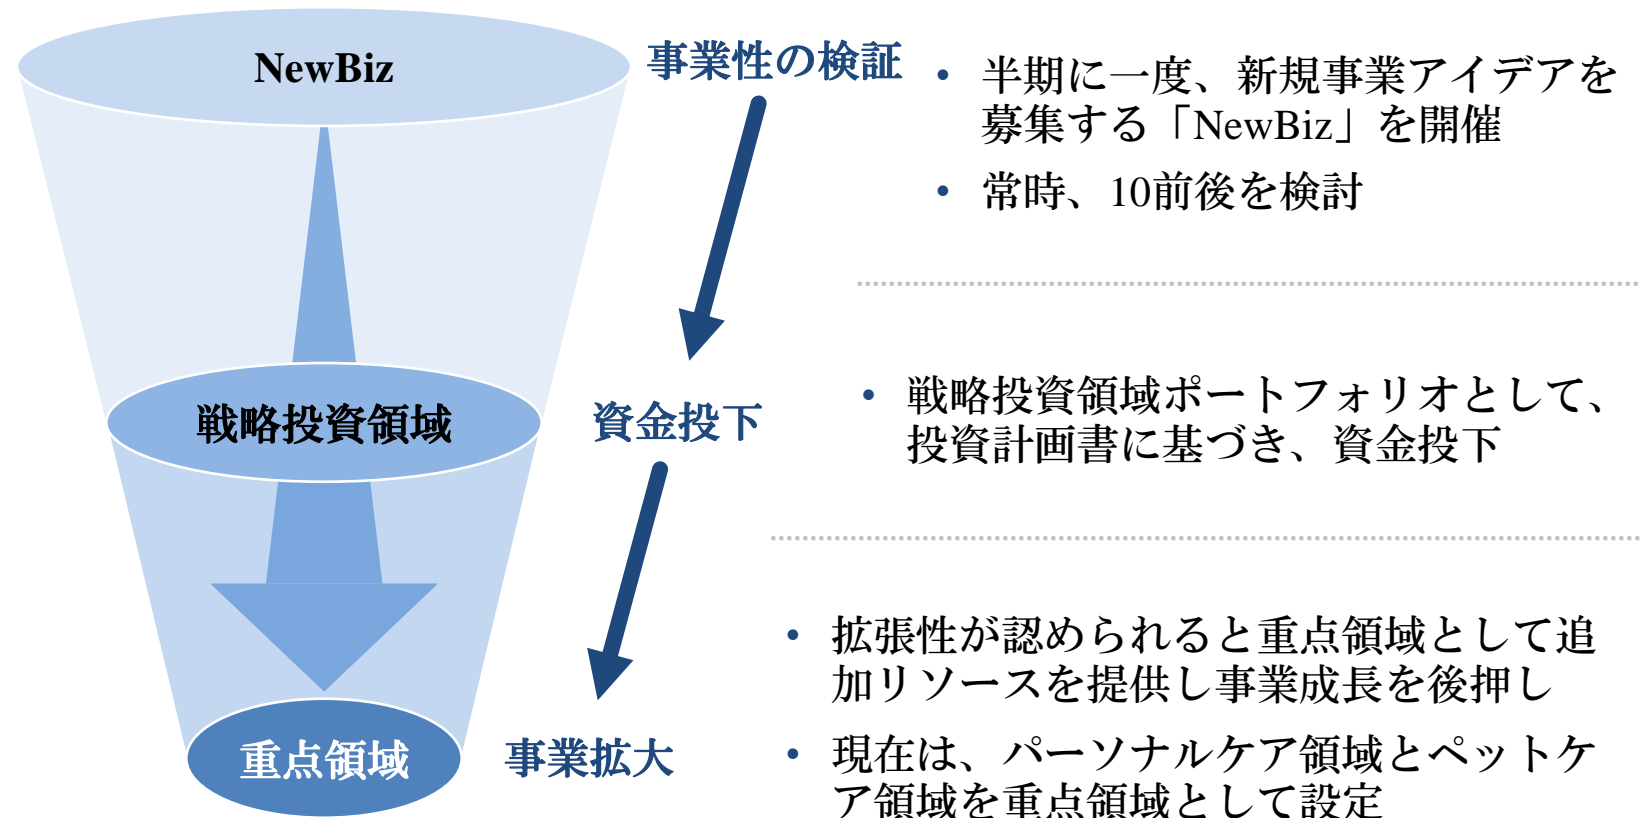 NewBiz
事業性の検証
• 半期に一度、新規事業アイデアを
募集する「NewBiz」を開催
• 常時、10前後を検討
戦略投資領域
資金投下
• 戦略投資領域ポートフォリオとして、
投資計画書に基づき、資金投下
重点領域
事業拡大
• 拡張性が認められると重点領域として追
加リソースを提供し事業成長を後押し
• 現在は、パーソナルケア領域とペットケ
ア領域を重点領域として設定